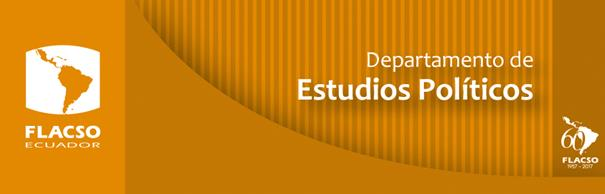 FLACSO
ECUADOR
Departamento de
Estudios Políticos
60
FLACSO
1957 - 2017